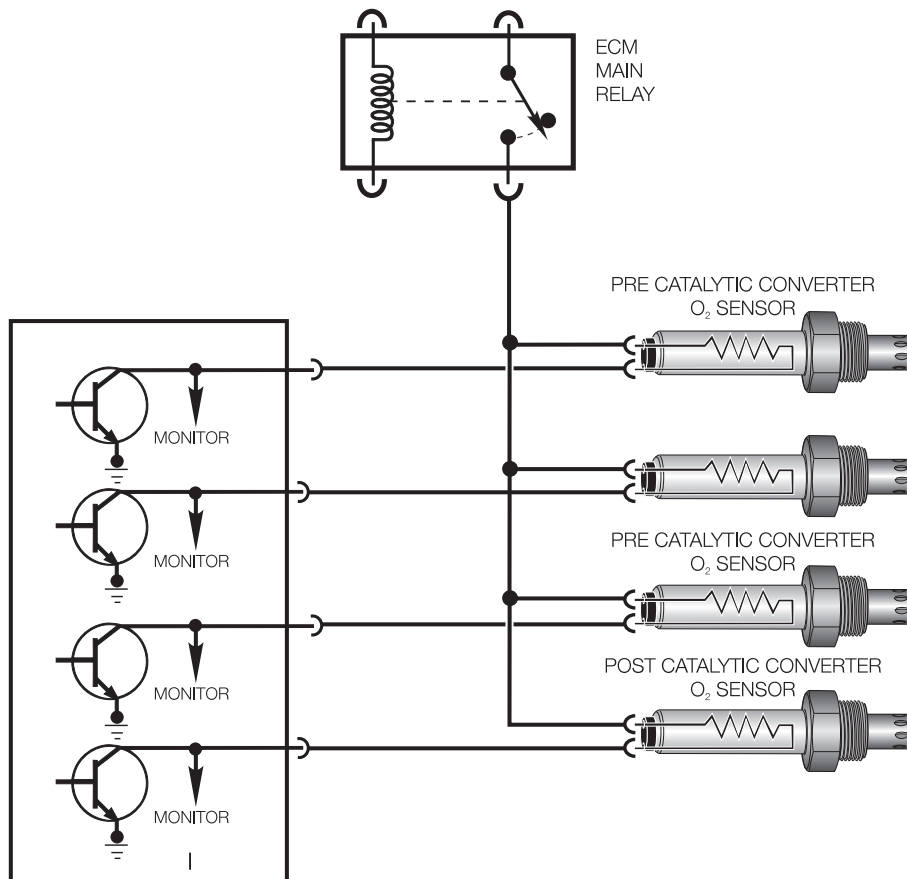 ECM
MAIN
RELAY
PRE CATALYTIC CONVERTER
O₂ SENSOR
MONITOR
MONITOR
PRE CATALYTIC CONVERTER
O₂ SENSOR
MONITOR
POST CATALYTIC CONVERTER
O₂ SENSOR
MONITOR